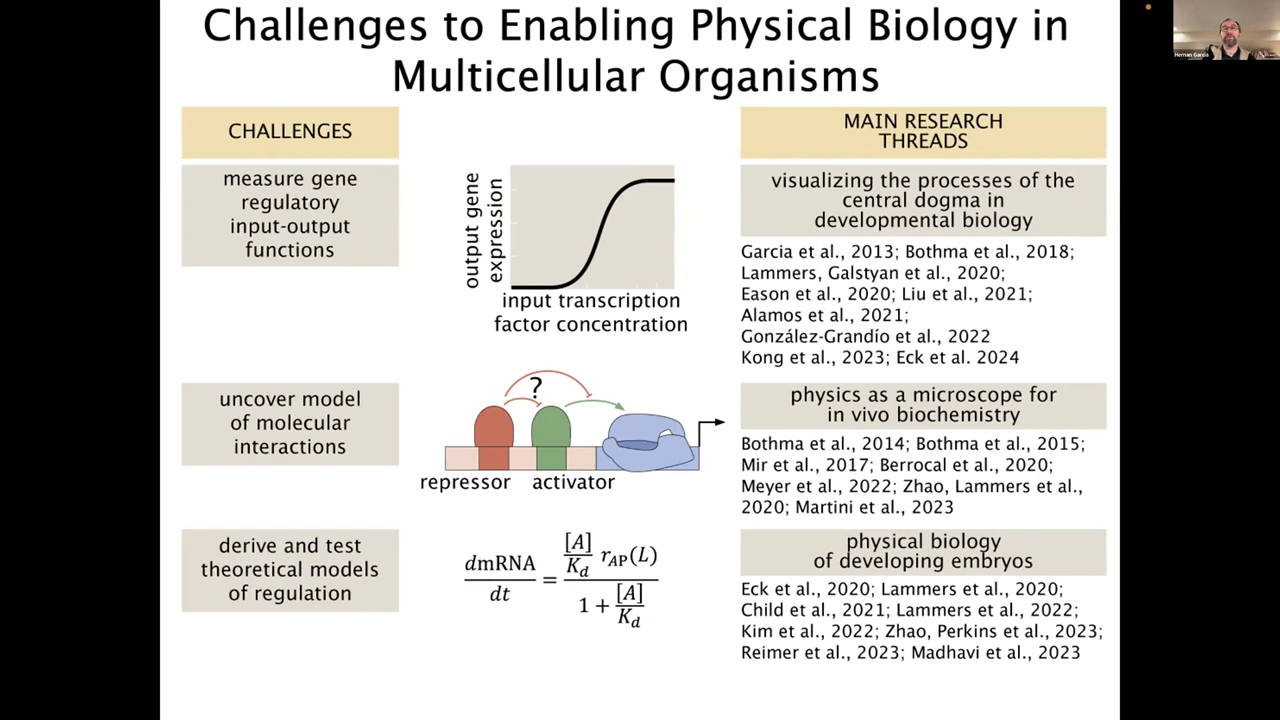 Challenges to Enabling Physical Biology in
Multicellular Organisms
Hernan Garcia
CHALLENGES
measure gene
regulatory
input-output
functions
uncover model
of molecular
interactions
derive and test
theoretical models
of regulation
output gene
expression
input transcription
factor concentration
?
repressor activator
dmRNA/dt = [A]/K_d r_AP(L) / 1 + [A]/K_d
MAIN RESEARCH
THREADS
visualizing the processes of the
central dogma in
developmental biology
Garcia et al., 2013; Bothma et al., 2018;
Lammers, Galstyan et al., 2020;
Eason et al., 2020; Liu et al., 2021;
Alamos et al., 2021;
González-Grandío et al., 2022
Kong et al., 2023; Eck et al. 2024
physics as a microscope for
in vivo biochemistry
Bothma et al., 2014; Bothma et al., 2015;
Mir et al., 2017; Berrocal et al., 2020;
Meyer et al., 2022; Zhao, Lammers et al.,
2020; Martini et al., 2023
physical biology
of developing embryos
Eck et al., 2020; Lammers et al., 2020;
Child et al., 2021; Lammers et al., 2022;
Kim et al., 2022; Zhao, Perkins et al., 2023;
Reimer et al., 2023; Madhavi et al., 2023